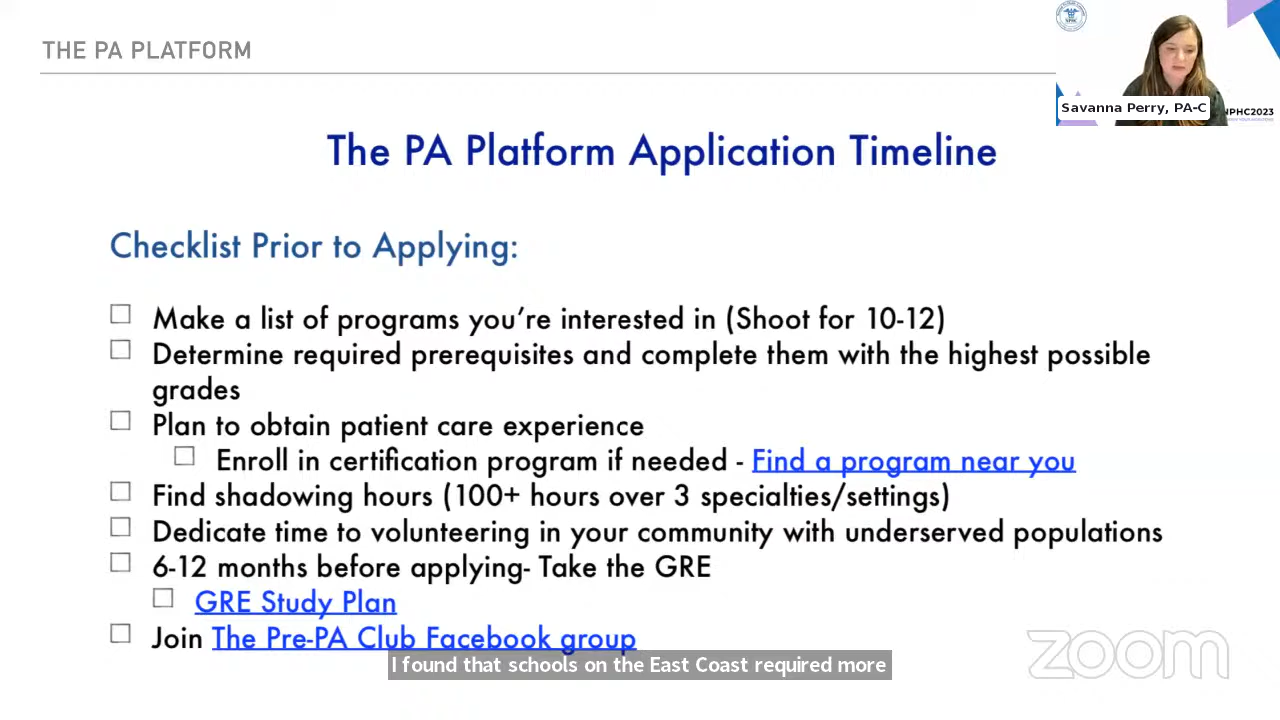 THE PA PLATFORM
Savanna Perry, PA-C
NPHC2023
The PA Platform Application Timeline
Checklist Prior to Applying:
Make a list of programs you're interested in (Shoot for 10-12)
Determine required prerequisites and complete them with the highest possible
grades
Plan to obtain patient care experience
Enroll in certification program if needed - Find a program near you
Find shadowing hours (100+ hours over 3 specialties/settings)
Dedicate time to volunteering in your community with underserved populations
6-12 months before applying- Take the GRE
GRE Study Plan
Join The Pre-PA Club Facebook group
I found that schools on the East Coast required more
zoom